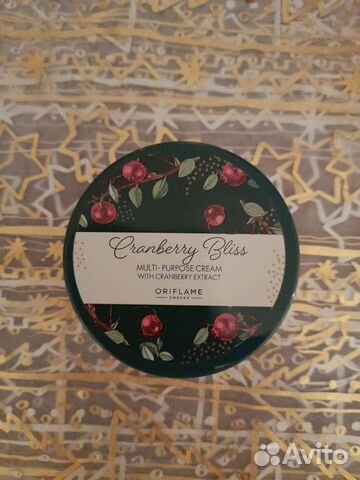 Cranberry Bliss
MULTI-PURPOSE CREAM
WITH CRANBERRY EXTRACT
ORIFLAME
SWEDEN
Avito